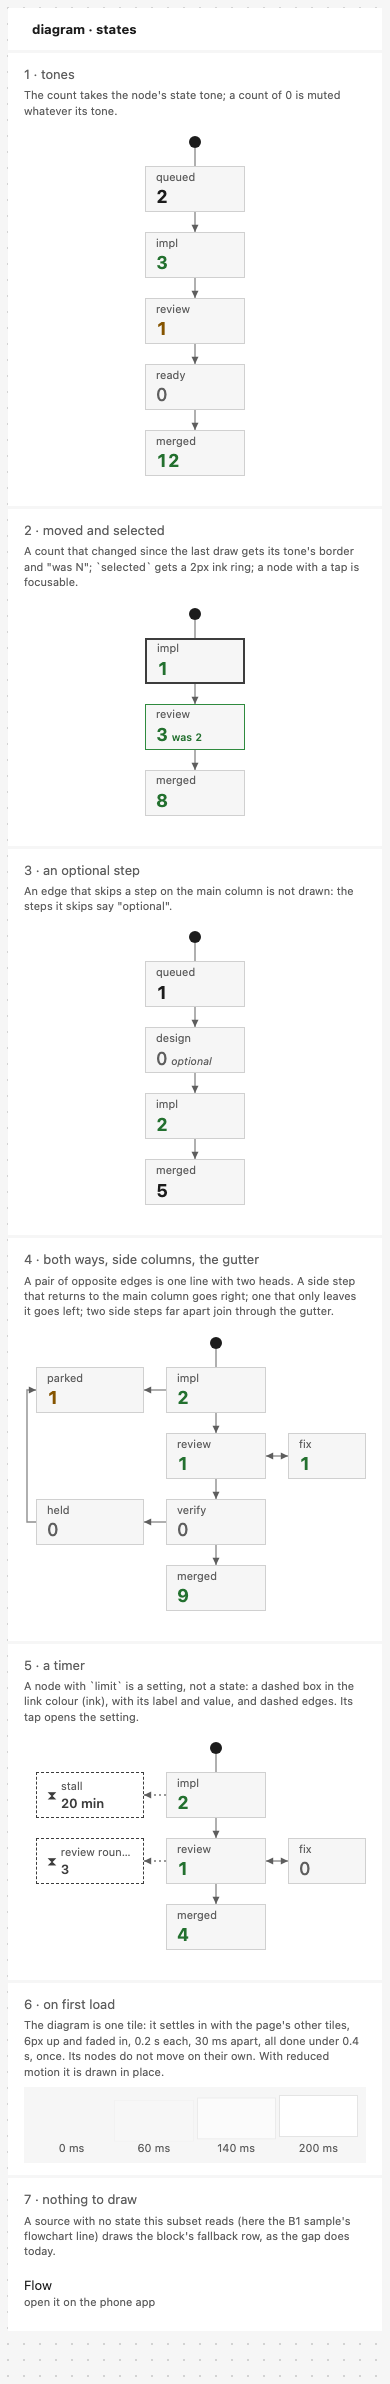 diagram · states
1 · tones
The count takes the node's state tone; a count of 0 is muted
whatever its tone.
queued
2
impl
3
review
1
ready
0
merged
12
2 · moved and selected
A count that changed since the last draw gets its tone's border
and "was N"; `selected` gets a 2px ink ring; a node with a tap is
focusable.
impl
1
review
3 was 2
merged
8
3 · an optional step
An edge that skips a step on the main column is not drawn: the
steps it skips say "optional".
queued
1
design
0 optional
impl
2
merged
5
4 · both ways, side columns, the gutter
A pair of opposite edges is one line with two heads. A side step
that returns to the main column goes right; one that only leaves
it goes left; two side steps far apart join through the gutter.
parked
1
impl
2
review
1
fix
1
held
0
verify
0
merged
9
5 · a timer
A node with `limit` is a setting, not a state: a dashed box in the
link colour (ink), with its label and value, and dashed edges. Its
tap opens the setting.
stall
20 min
impl
2
review roun...
3
review
1
fix
0
merged
4
6 · on first load
The diagram is one tile: it settles in with the page's other tiles,
6px up and faded in, 0.2 s each, 30 ms apart, all done under 0.4
s, once. Its nodes do not move on their own. With reduced
motion it is drawn in place.
0 ms
60 ms
140 ms
200 ms
7 · nothing to draw
A source with no state this subset reads (here the B1 sample's
flowchart line) draws the block's fallback row, as the gap does
today.
Flow
open it on the phone app